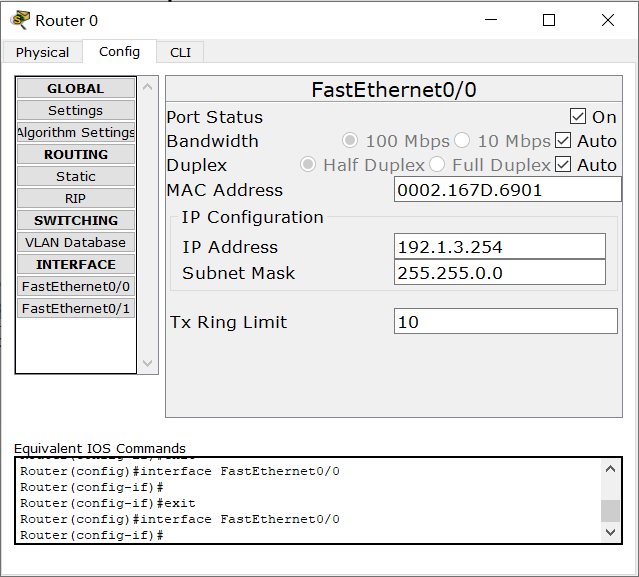 Router 0
Physical Config CLI
GLOBAL
Settings
Algorithm Settings
ROUTING
Static
RIP
SWITCHING
VLAN Database
INTERFACE
FastEthernet0/0
FastEthernet0/1
FastEthernet0/0
Port Status On
Bandwidth 100 Mbps 10 Mbps Auto
Duplex Half Duplex Full Duplex Auto
MAC Address 0002.167D.6901
IP Configuration
IP Address 192.1.3.254
Subnet Mask 255.255.0.0
Tx Ring Limit 10
Equivalent IOS Commands
Router(config)#interface FastEthernet0/0
Router(config-if)#
Router(config-if)#exit
Router(config)#interface FastEthernet0/0
Router(config-if)#